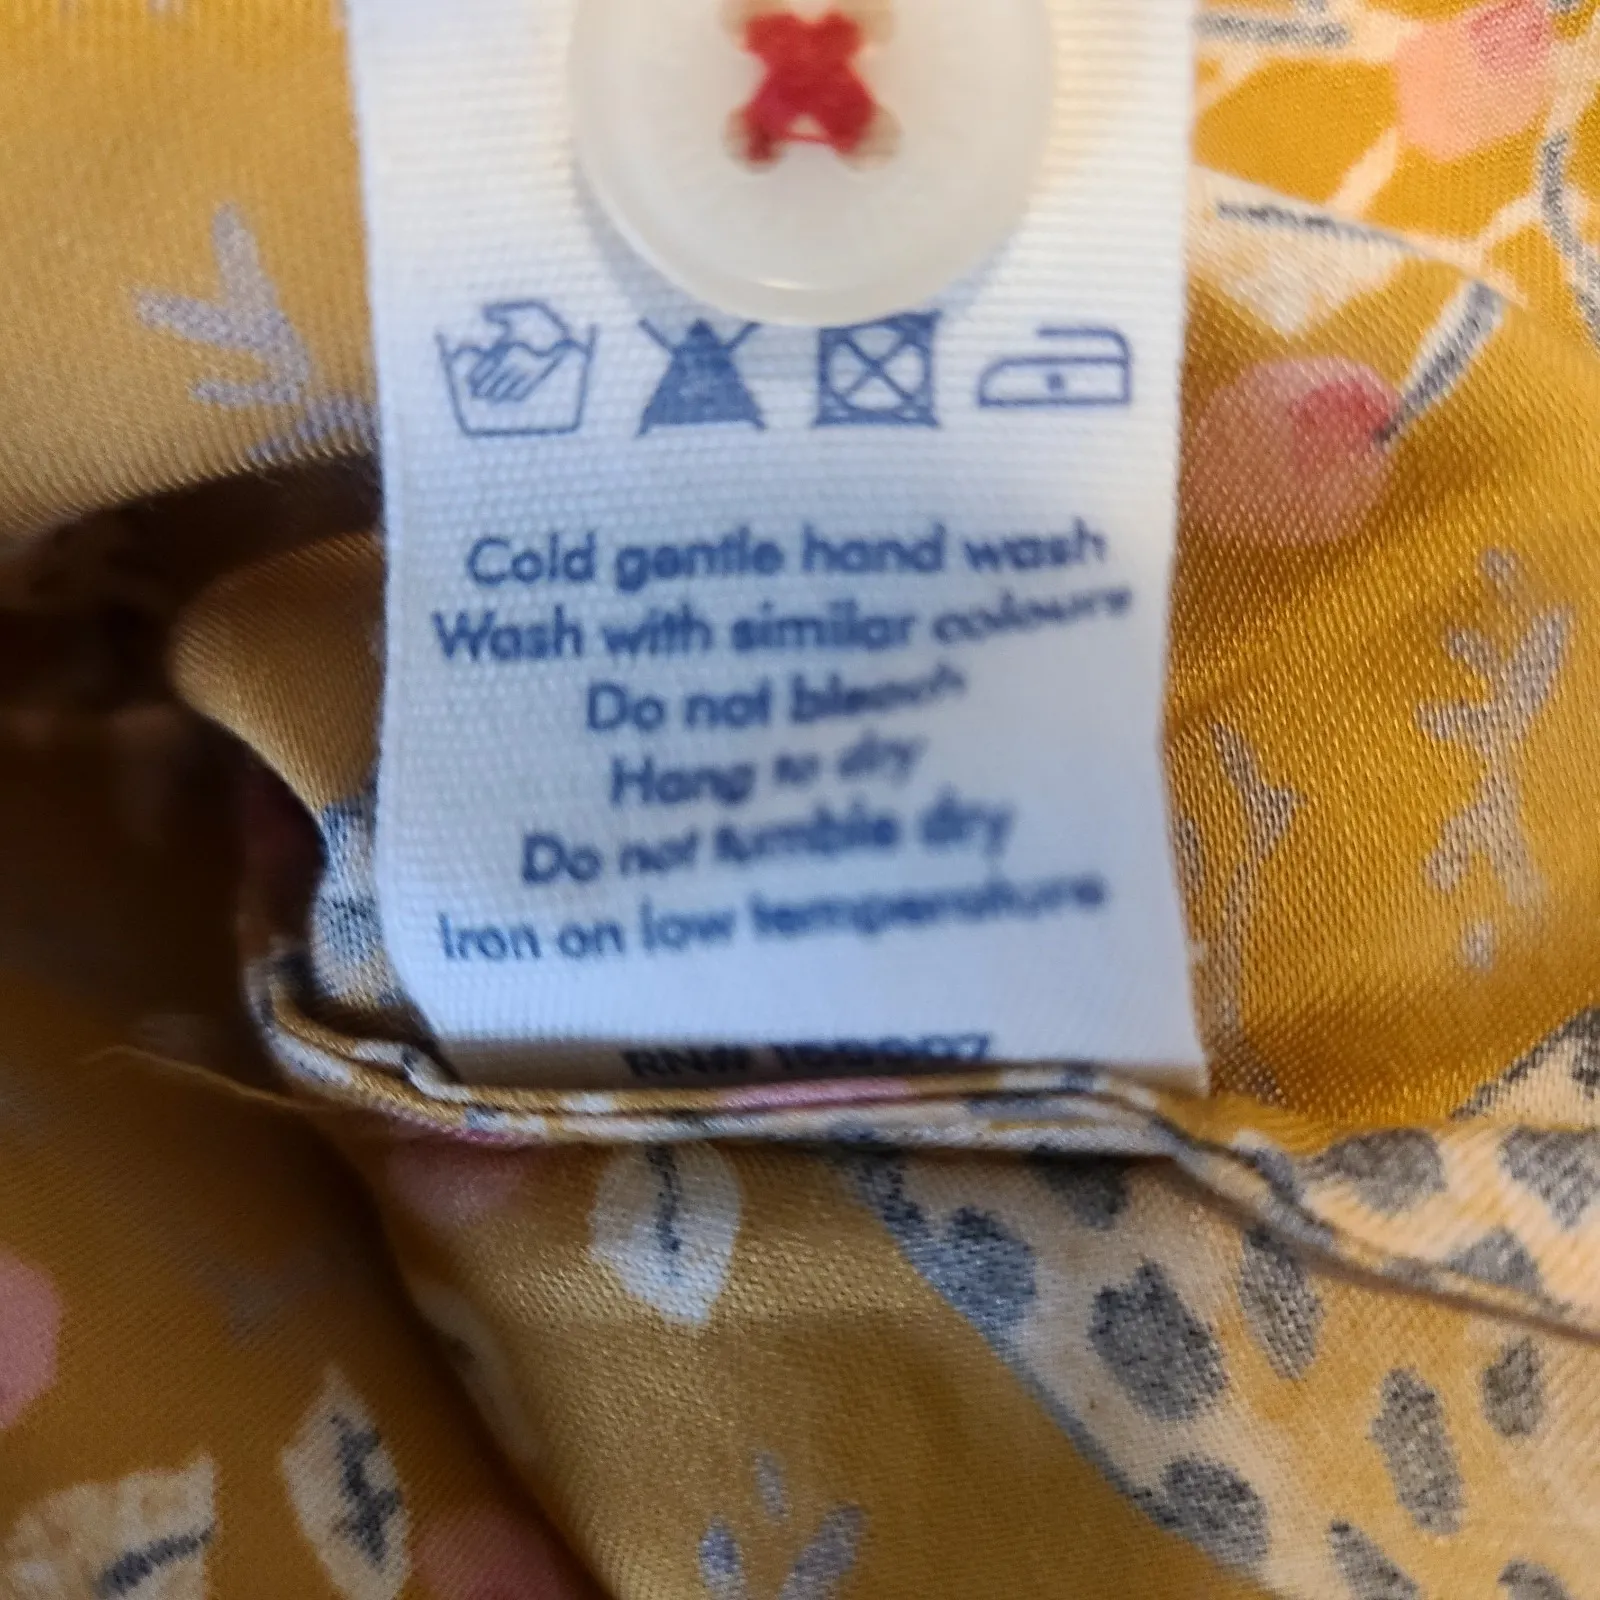 Cold gentle hand wash
Wash with similar colours
Do not bleach
Hang to dry
Do not tumble dry
Iron on low temperature
RN#